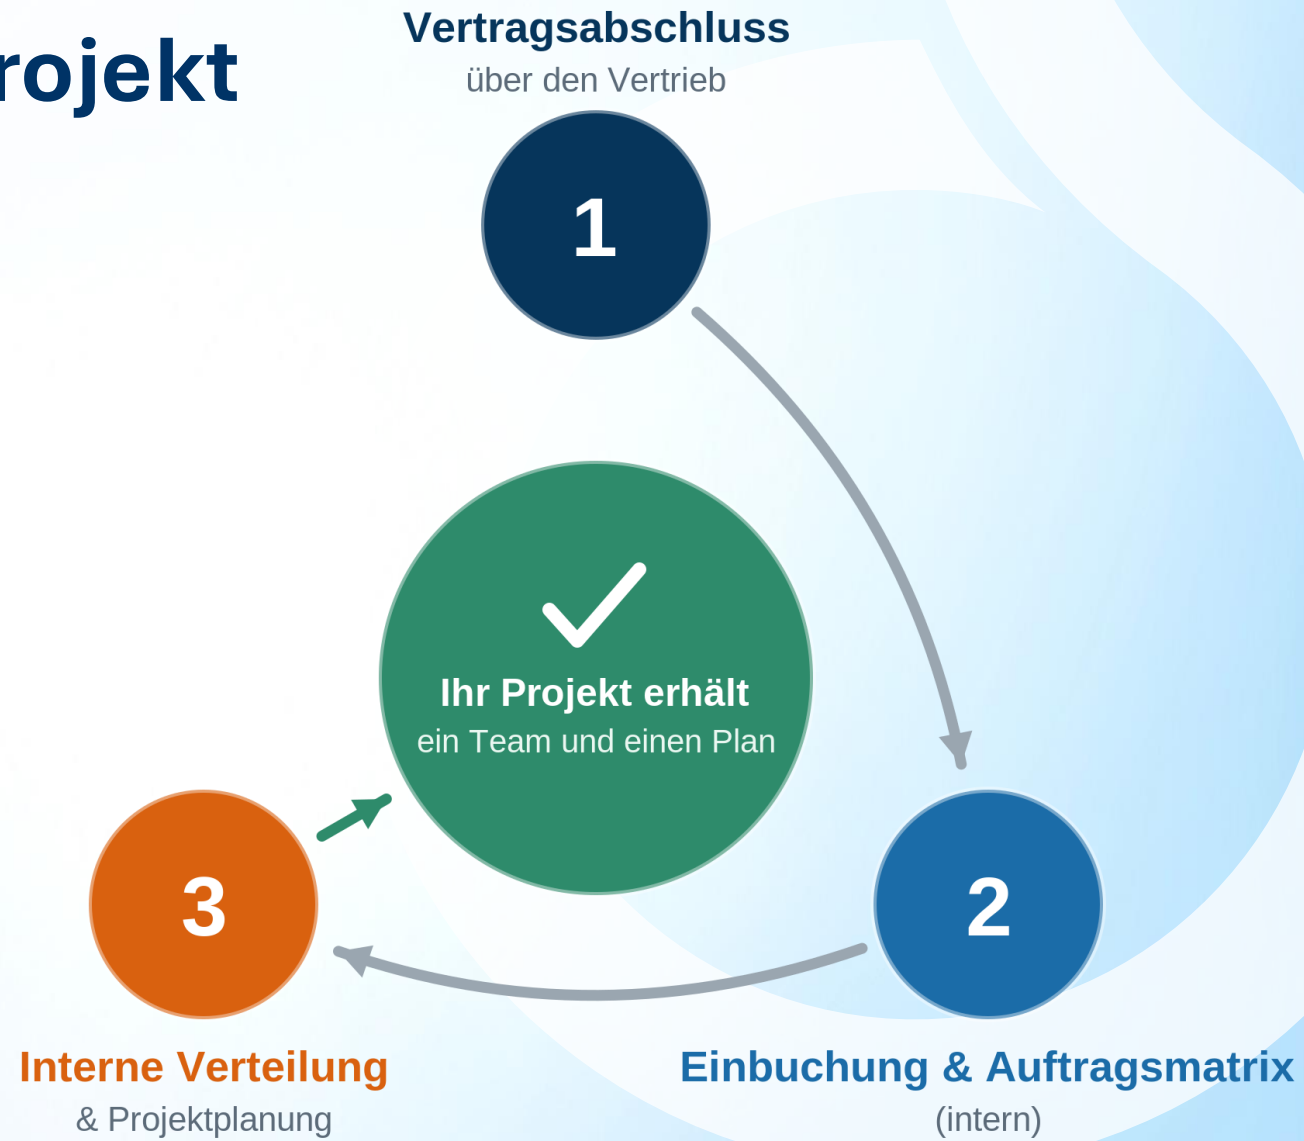 rojekt
Vertragsabschluss
über den Vertrieb
1
Ihr Projekt erhält
ein Team und einen Plan
3
2
Interne Verteilung
& Projektplanung
Einbuchung & Auftragsmatrix
(intern)